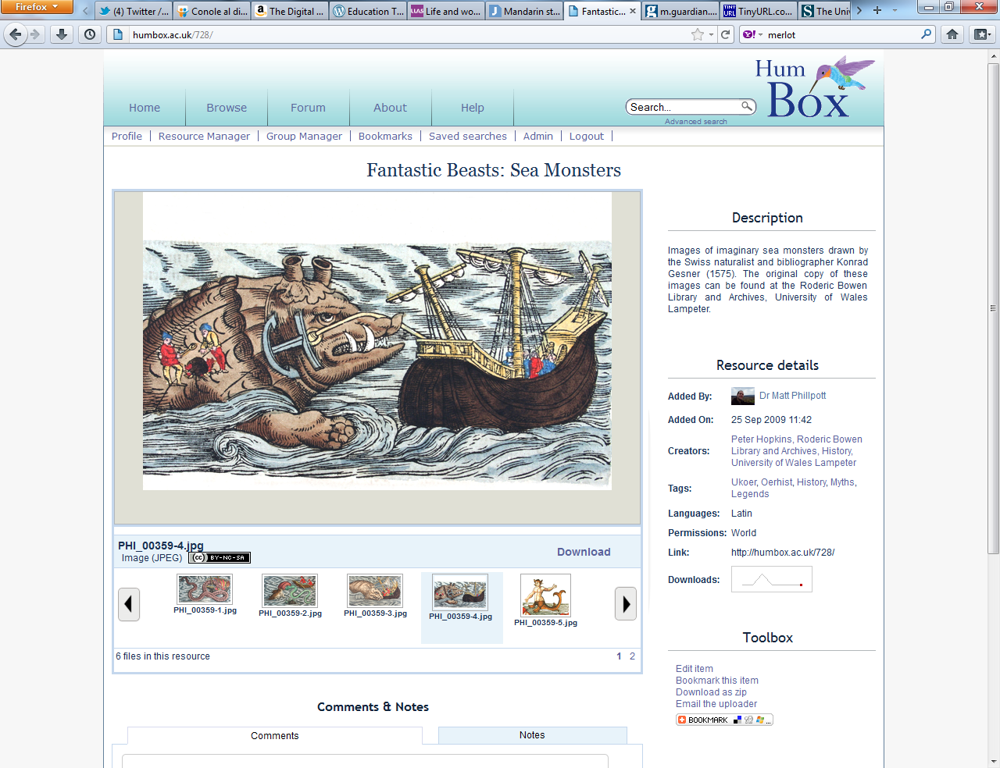 Firefox
(4) Twitter /...
Conole al di...
The Digital ...
Education T...
LLAS Life and wo...
J Mandarin st...
Fantastic...
g m.guardian....
TINY URL TinyURL.co...
S The Uni
humbox.ac.uk/728/
Y! merlot
Hum
Box
Home
Browse
Forum
About
Help
Search...
Advanced search
Profile
Resource Manager
Group Manager
Bookmarks
Saved searches
Admin
Logout
Fantastic Beasts: Sea Monsters
Description
Images of imaginary sea monsters drawn by
the Swiss naturalist and bibliographer Konrad
Gesner (1575). The original copy of these
images can be found at the Roderic Bowen
Library and Archives, University of Wales
Lampeter.
Resource details
Added By: Dr Matt Phillpott
Added On: 25 Sep 2009 11:42
Creators: Peter Hopkins, Roderic Bowen
Library and Archives, History,
University of Wales Lampeter
Tags: Ukoer, Oerhist, History, Myths,
Legends
Languages: Latin
Permissions: World
Link: http://humbox.ac.uk/728/
Downloads:
Toolbox
Edit item
Bookmark this item
Download as zip
Email the uploader
BOOKMARK ...
PHI_00359-4.jpg
Image (JPEG) cc BY-NC-SA
Download
PHI_00359-1.jpg
PHI_00359-2.jpg
PHI_00359-3.jpg
PHI_00359-4.jpg
PHI_00359-5.jpg
6 files in this resource
1 2
Comments & Notes
Comments
Notes